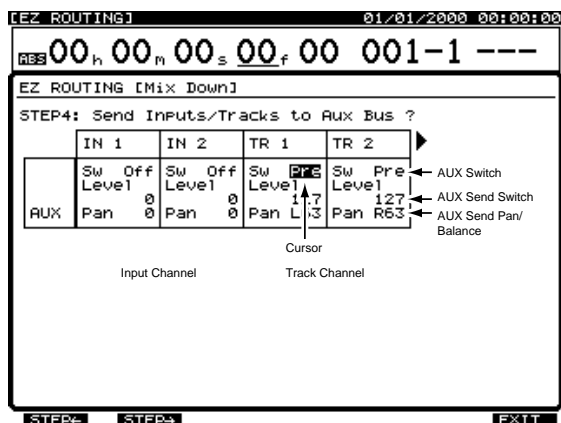 [EZ ROUTING] 01/01/2000 00:00:00
ABS 00h 00m 00s 00f 00 001-1 ---
EZ ROUTING [Mix Down]
STEP4: Send Inputs/Tracks to Aux Bus ?
IN 1 IN 2 TR 1 TR 2
Sw Off Sw Off Sw Pre Sw Pre AUX Switch
Level Level Level Level
0 0 127 127 AUX Send Switch
AUX Pan 0 Pan 0 Pan L63 Pan R63 AUX Send Pan/
Balance
Cursor
Input Channel Track Channel
STEP← STEP→ EXIT